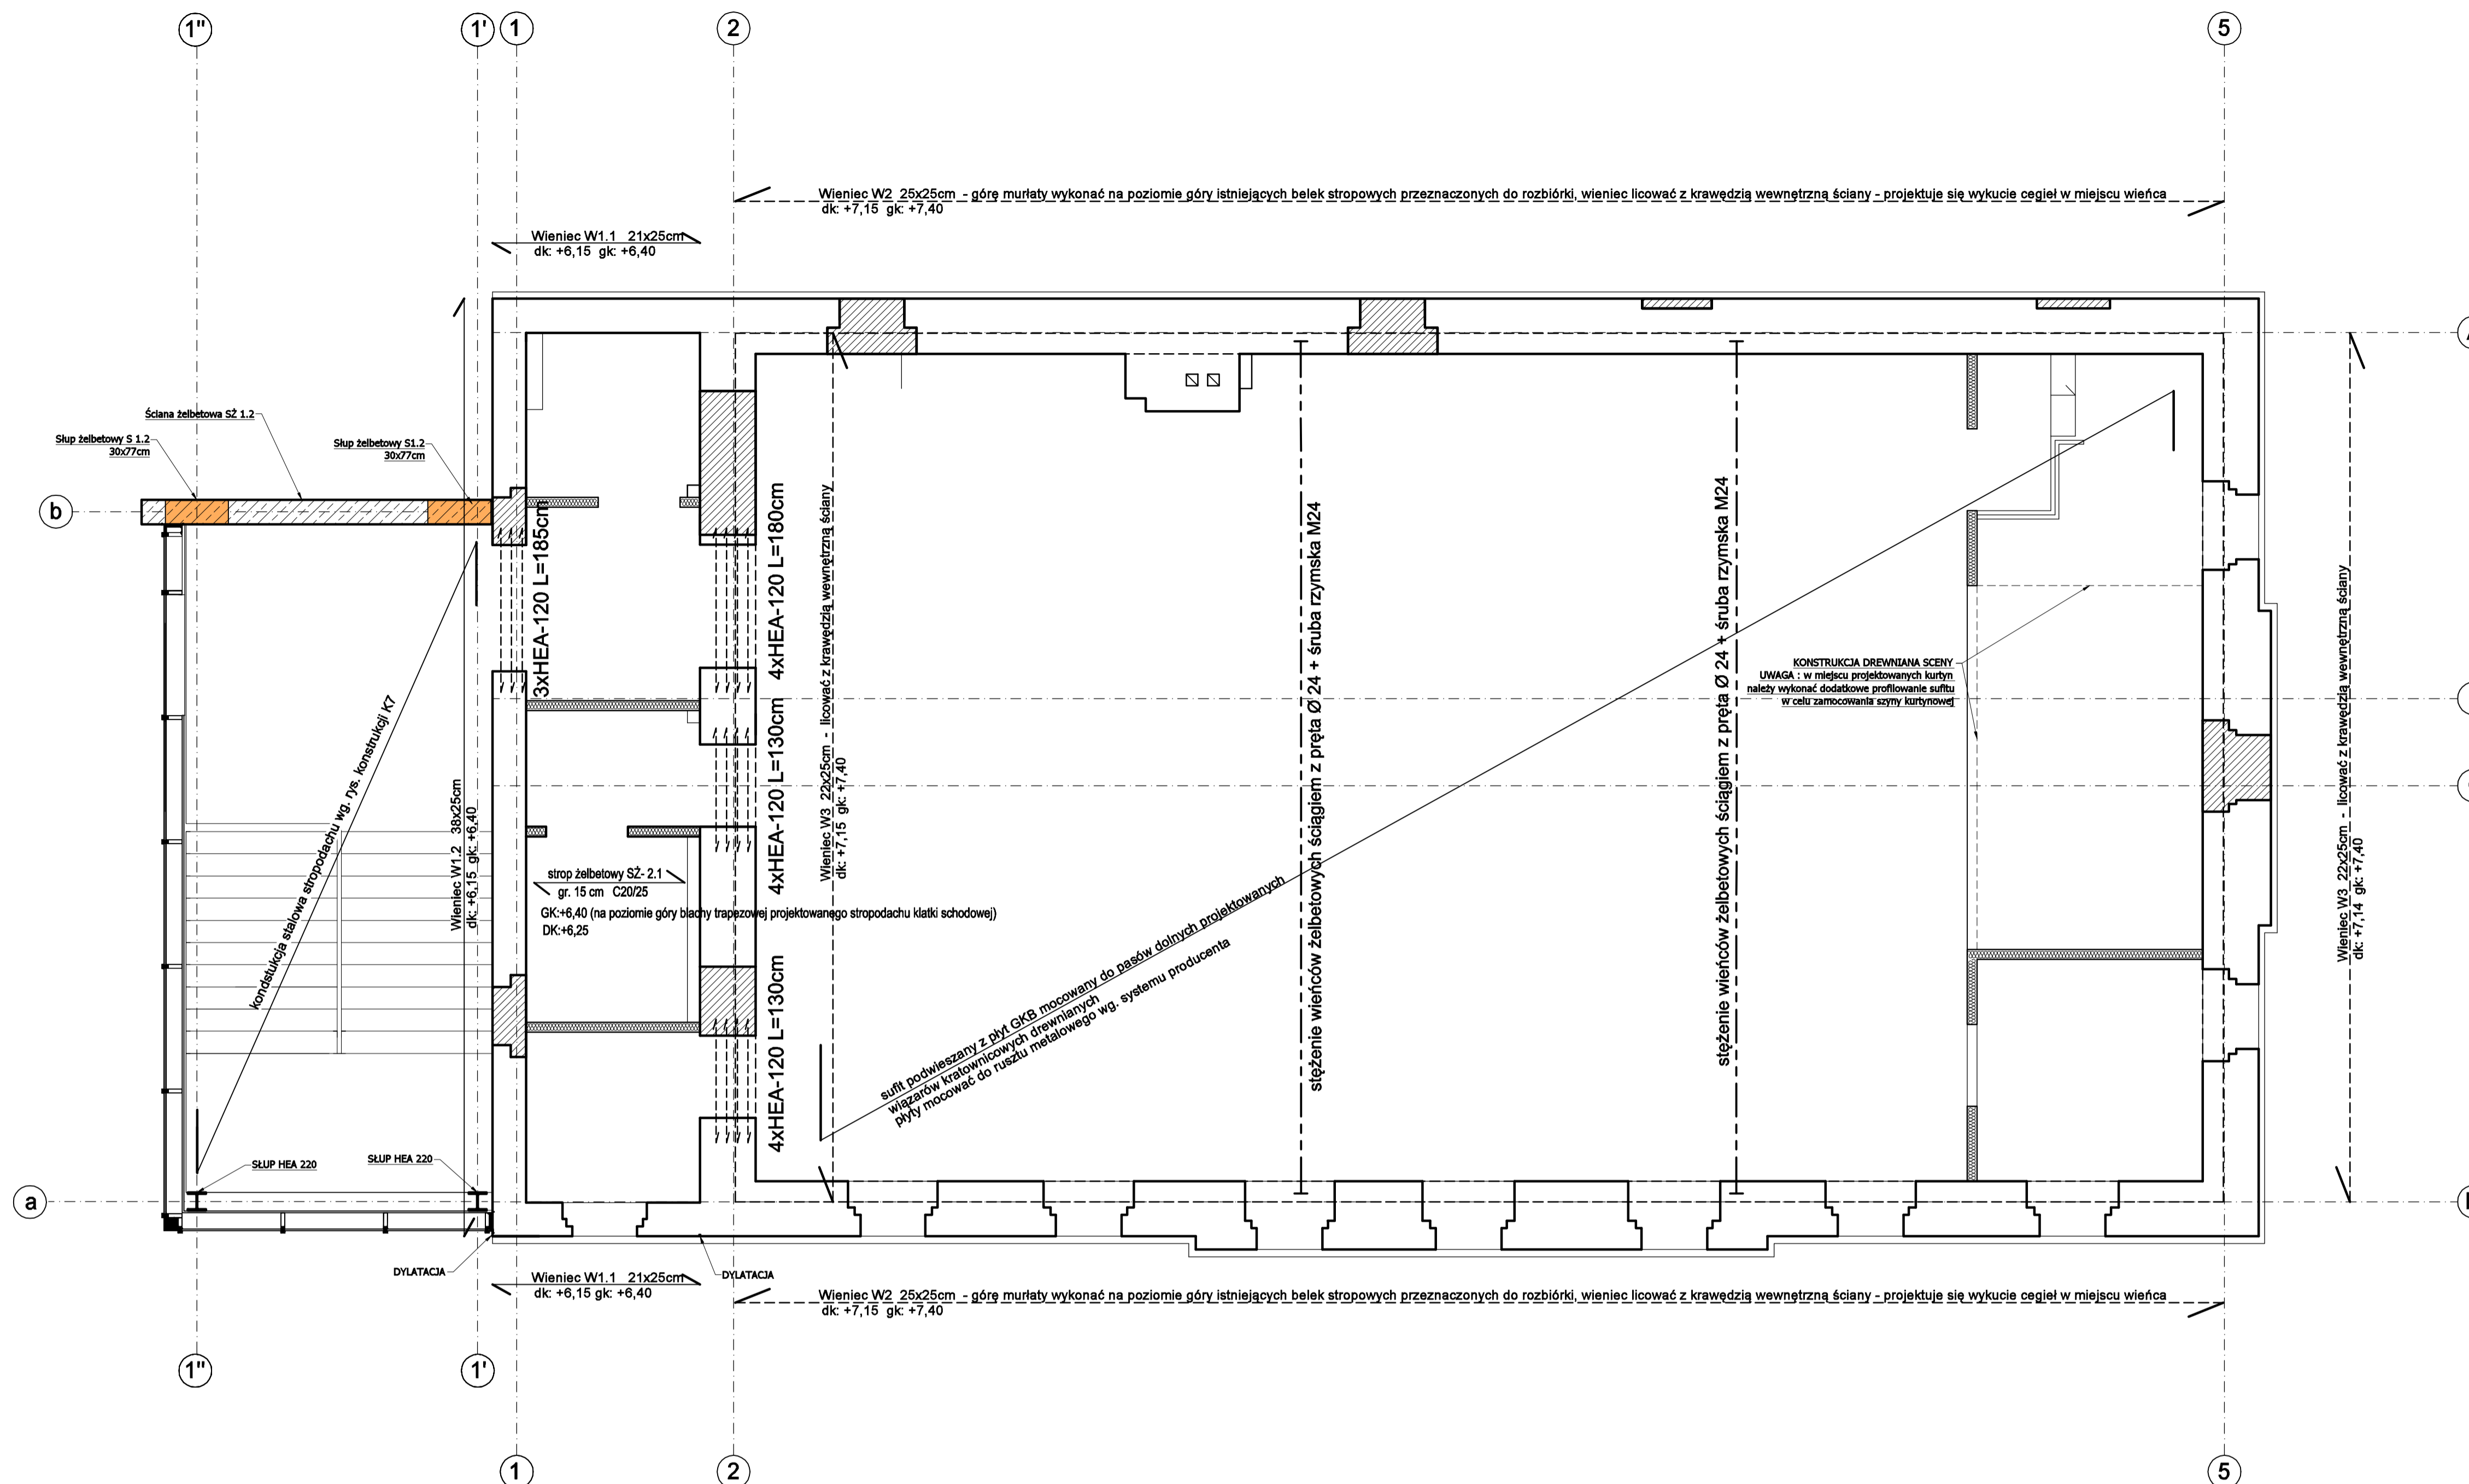 1"
1'
1
2
5
Wieniec W2 25x25cm - górę murłaty wykonać na poziomie góry istniejących belek stropowych przeznaczonych do rozbiórki, wieniec licować z krawędzią wewnętrzną ściany - projektuje się wykucie cegieł w miejscu wieńca
dk: +7,15 gk: +7,40
Wieniec W1.1 21x25cm
dk: +6,15 gk: +6,40
Ściana żelbetowa SŻ 1.2
Słup żelbetowy S 1.2
30x77cm
Słup żelbetowy S1.2
30x77cm
b
3xHEA-120 L=185cm
4xHEA-120 L=180cm
4xHEA-120 L=130cm
4xHEA-120 L=130cm
Wieniec W3 22x25cm - licować z krawędzią wewnętrzną ściany
dk: +7,15 gk: +7,40
stężenie wieńców żelbetowych ściągiem z pręta Ø 24 + śruba rzymska M24
stężenie wieńców żelbetowych ściągiem z pręta Ø 24 + śruba rzymska M24
KONSTRUKCJA DREWNIANA SCENY
UWAGA : w miejscu projektowanych kurtyn
należy wykonać dodatkowe profilowanie sufitu
w celu zamocowania szyny kurtynowej
Wieniec W3 22x25cm - licować z krawędzią wewnętrzną ściany
dk: +7,14 gk: +7,40
kondstukcja stalowa stropodachu wg. rys. konstrukcji K7
Wieniec W1.2 38x25cm
dk: +6,15 gk: +6,40
strop żelbetowy SŻ- 2.1
gr. 15 cm C20/25
GK:+6,40 (na poziomie góry blachy trapezowej projektowanego stropodachu klatki schodowej)
DK:+6,25
sufit podwieszany z płyt GKB mocowany do pasów dolnych projektowanych
wiązarów kratownicowych drewnianych
płyty mocować do rusztu metalowego wg. systemu producenta
SŁUP HEA 220
SŁUP HEA 220
a
DYLATACJA
DYLATACJA
Wieniec W1.1 21x25cm
dk: +6,15 gk: +6,40
Wieniec W2 25x25cm - górę murłaty wykonać na poziomie góry istniejących belek stropowych przeznaczonych do rozbiórki, wieniec licować z krawędzią wewnętrzną ściany - projektuje się wykucie cegieł w miejscu wieńca
dk: +7,15 gk: +7,40
1"
1'
1
2
5